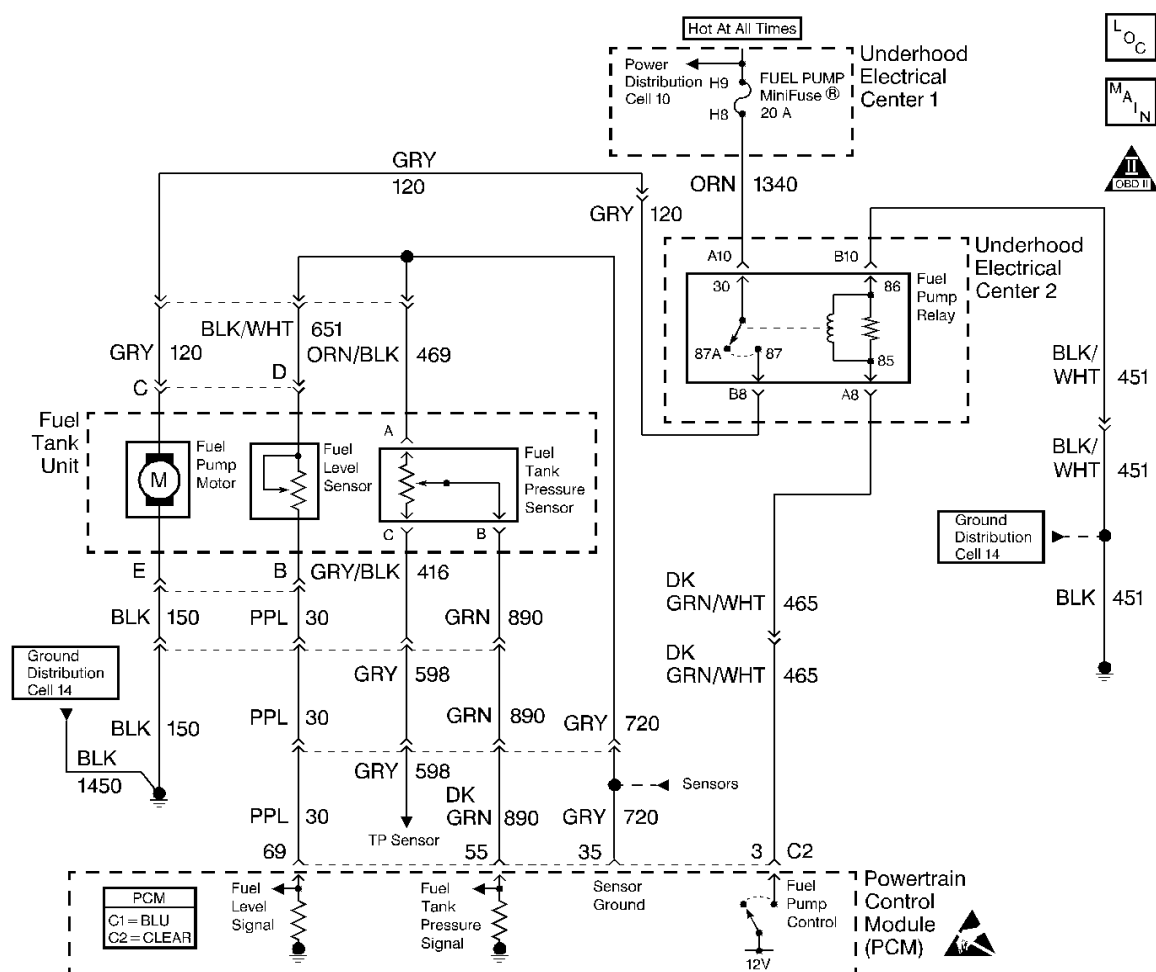 Hot At All Times
Power
Distribution
Cell 10
H9
H8
FUEL PUMP
MiniFuse ®
20 A
Underhood
Electrical
Center 1
L O C
M A I N
II
OBD II
GRY
120
ORN 1340
GRY 120
A10
B10
Underhood
Electrical
Center 2
30
86
Fuel
Pump
Relay
87A
87
85
B8
A8
BLK/WHT 651
ORN/BLK 469
GRY 120
C
D
BLK/
WHT 451
BLK/
WHT 451
Fuel
Tank
Unit
M
Fuel
Pump
Motor
Fuel
Level
Sensor
A
Fuel
Tank
Pressure
Sensor
C
B
E
B
GRY/BLK 416
Ground
Distribution
Cell 14
BLK 451
BLK 150
PPL 30
GRN 890
DK
GRN/WHT 465
Ground
Distribution
Cell 14
GRY 598
DK
GRN/WHT 465
BLK 150
PPL 30
GRN 890
GRY 720
BLK
1450
GRY 598
Sensors
PPL 30
TP Sensor
DK
GRN 890
GRY 720
69
55
35
3 C2
PCM
C1=BLU
C2=CLEAR
Fuel
Level
Signal
Fuel
Tank
Pressure
Signal
Sensor
Ground
Fuel
Pump
Control
12V
Powertrain
Control
Module
(PCM)